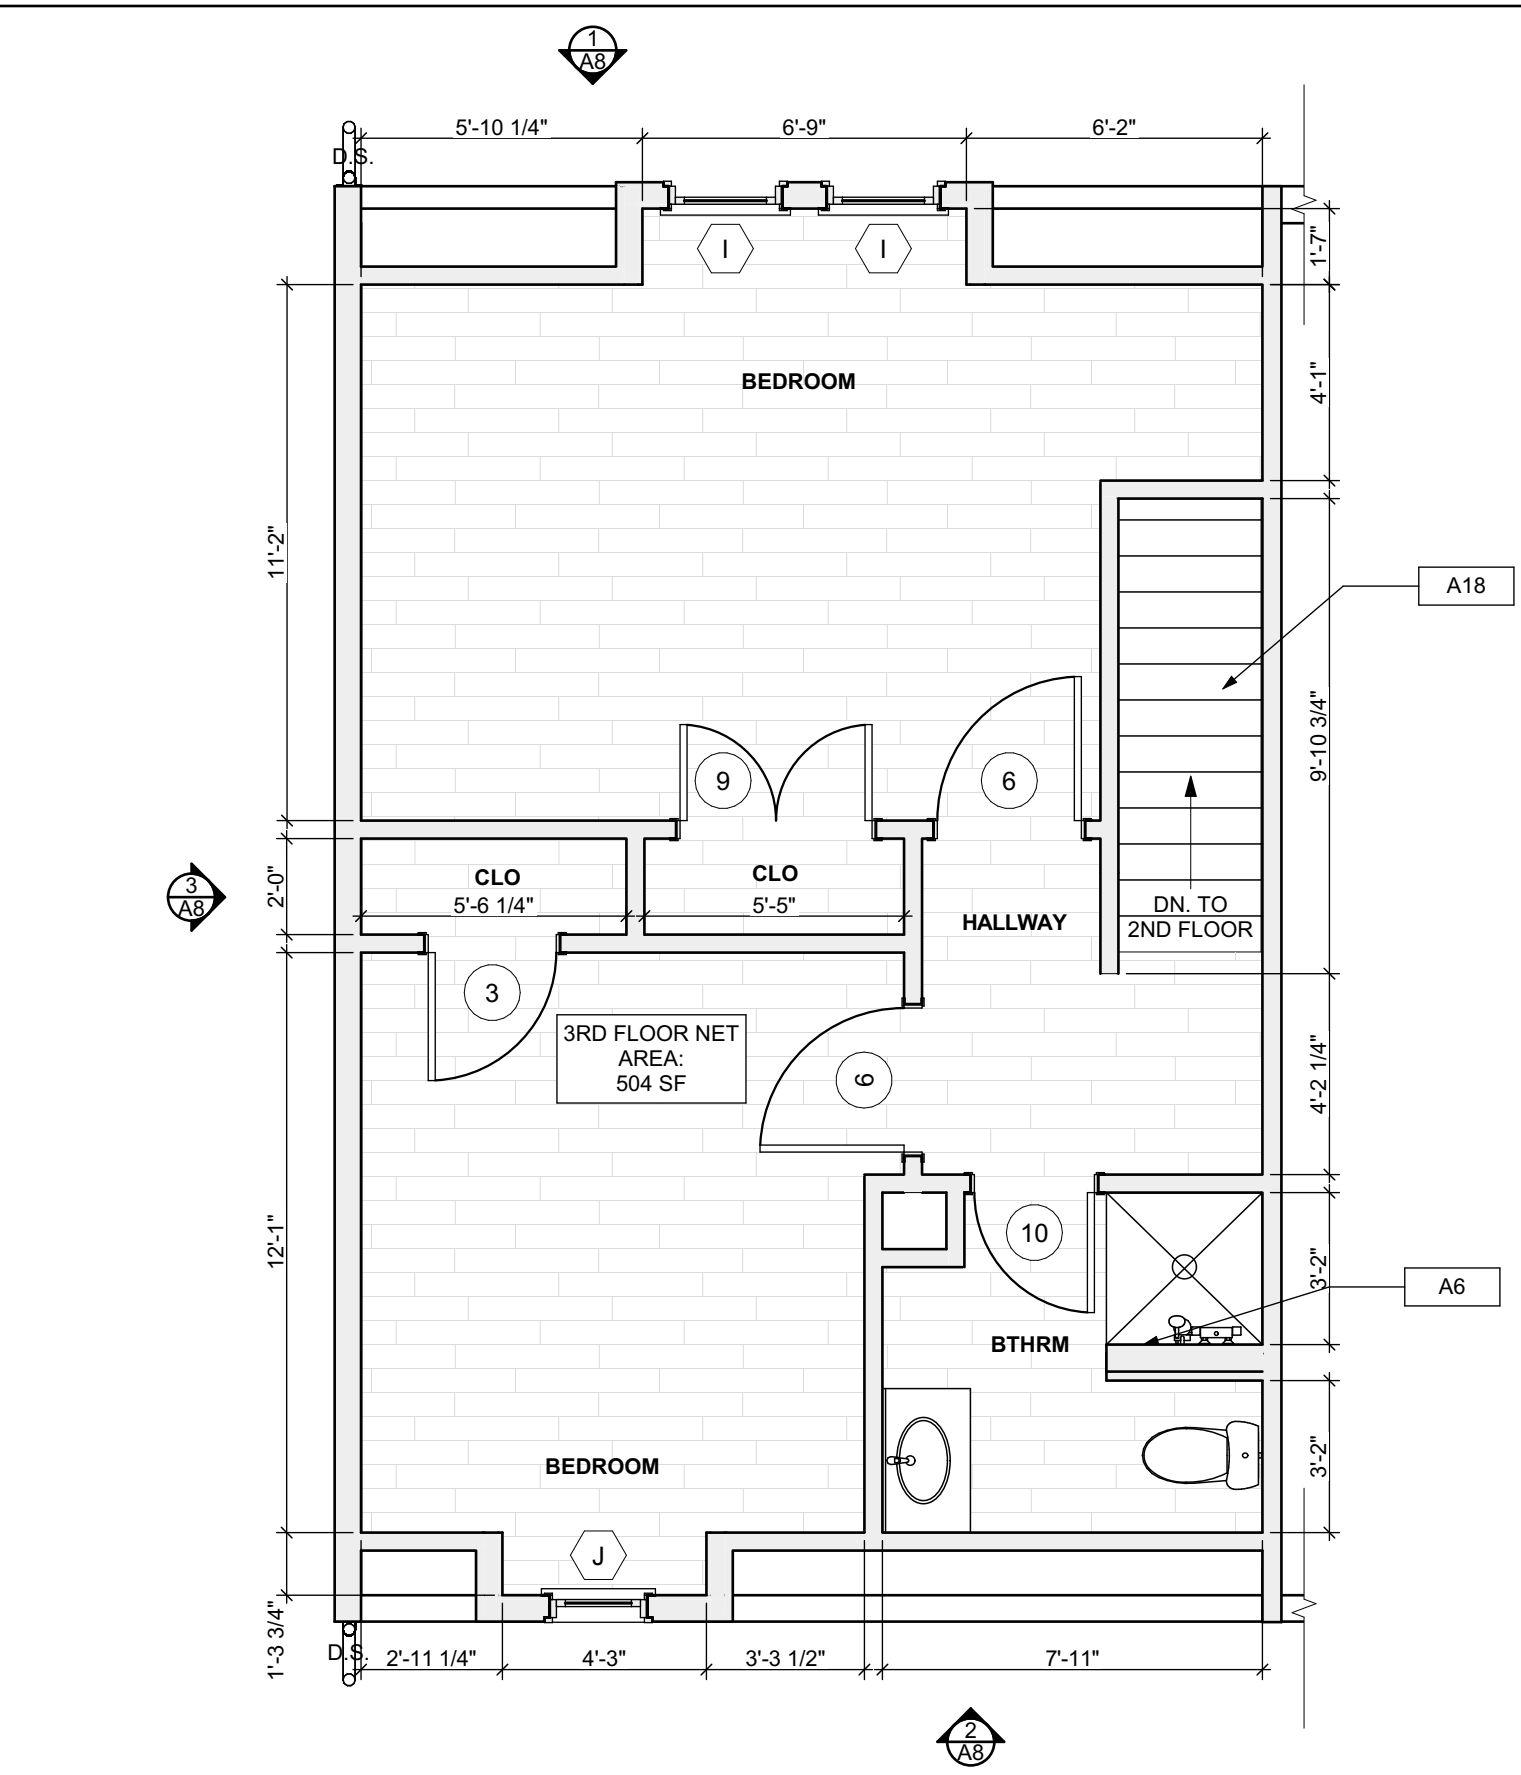 1
A8
5'-10 1/4"
6'-9"
6'-2"
D.S.
I
I
1'-7"
BEDROOM
4'-1"
11'-2"
A18
9'-10 3/4"
9
6
3
A8
2'-0"
CLO
5'-6 1/4"
CLO
5'-5"
HALLWAY
DN. TO
2ND FLOOR
3
3RD FLOOR NET
AREA:
504 SF
6
4'-2 1/4"
12'-1"
10
3'-2"
A6
BTHRM
BEDROOM
3'-2"
J
1'-3 3/4"
D.S.
2'-11 1/4"
4'-3"
3'-3 1/2"
7'-11"
2
A8